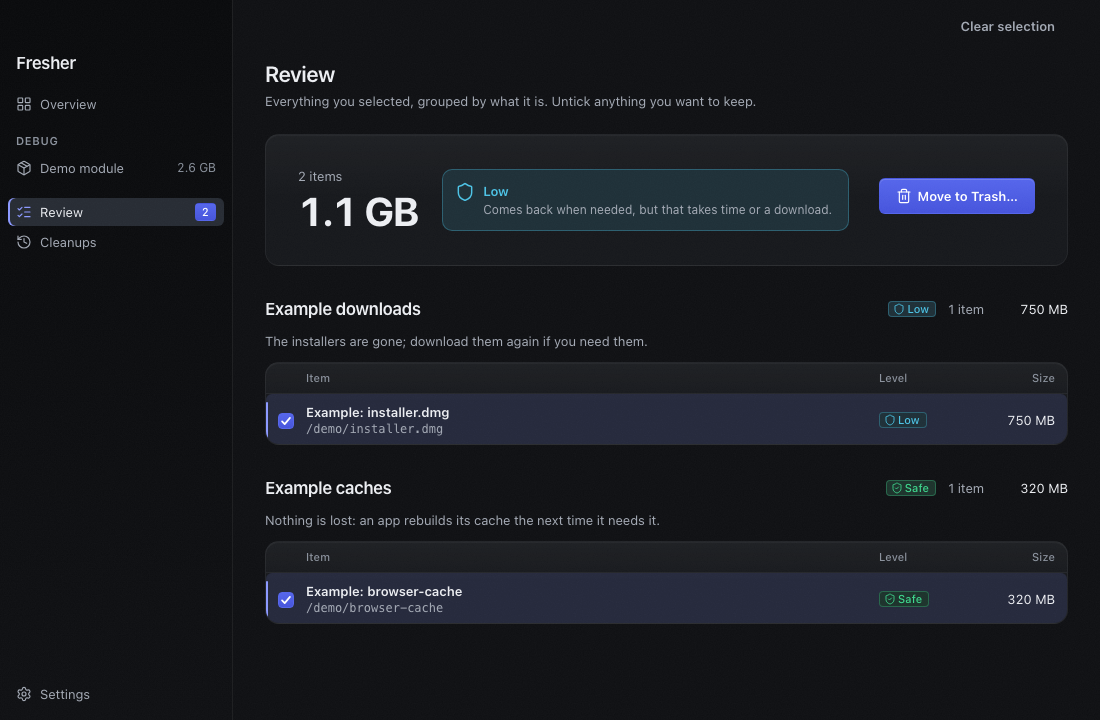 Clear selection
Fresher
Overview
DEBUG
Demo module 2.6 GB
Review 2
Cleanups
Settings
Review
Everything you selected, grouped by what it is. Untick anything you want to keep.
2 items
1.1 GB
Low
Comes back when needed, but that takes time or a download.
Move to Trash...
Example downloads Low 1 item 750 MB
The installers are gone; download them again if you need them.
Item Level Size
Example: installer.dmg
/demo/installer.dmg
Low 750 MB
Example caches Safe 1 item 320 MB
Nothing is lost: an app rebuilds its cache the next time it needs it.
Item Level Size
Example: browser-cache
/demo/browser-cache
Safe 320 MB